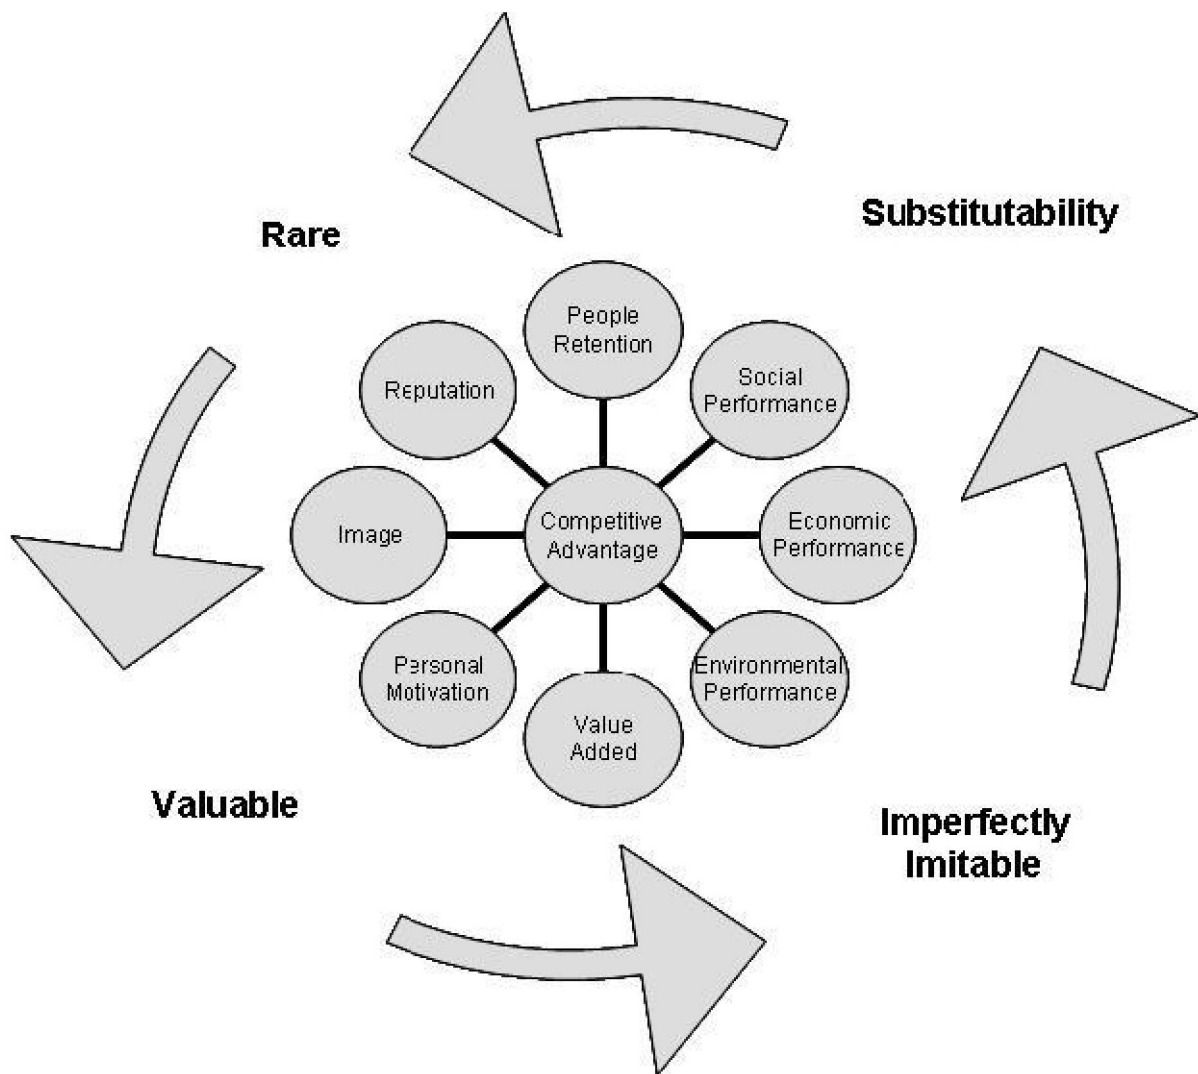 Substitutability
Rare
People
Retention
Reputation
Social
Performance
Image
Competitive
Advantage
Economic
Performance
Personal
Motivation
Environmental
Performance
Value
Added
Valuable
Imperfectly
Imitable